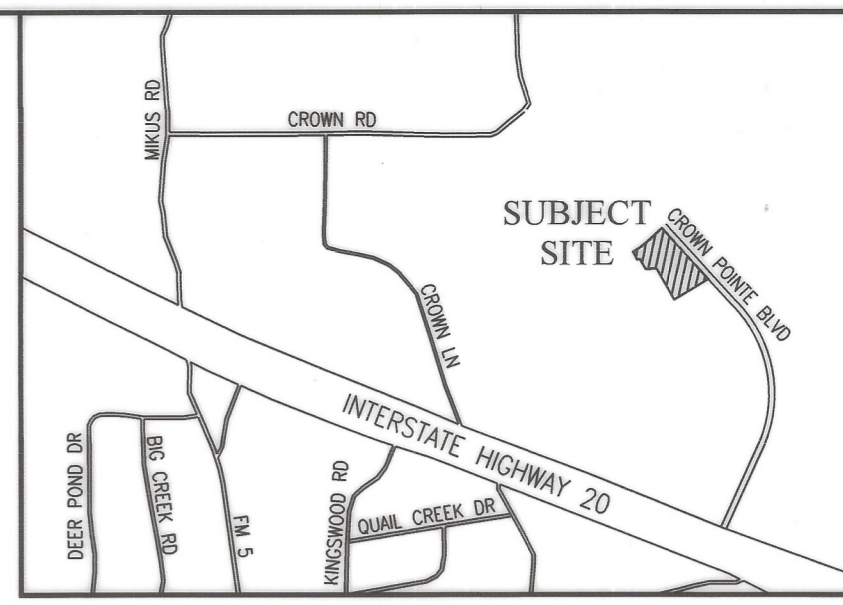 MIKUS RD
CROWN RD
SUBJECT
SITE
CROWN POINTE BLVD
CROWN LN
INTERSTATE HIGHWAY 20
DEER POND DR
BIG CREEK RD
FM 5
KINGSWOOD RD
QUAIL CREEK DR